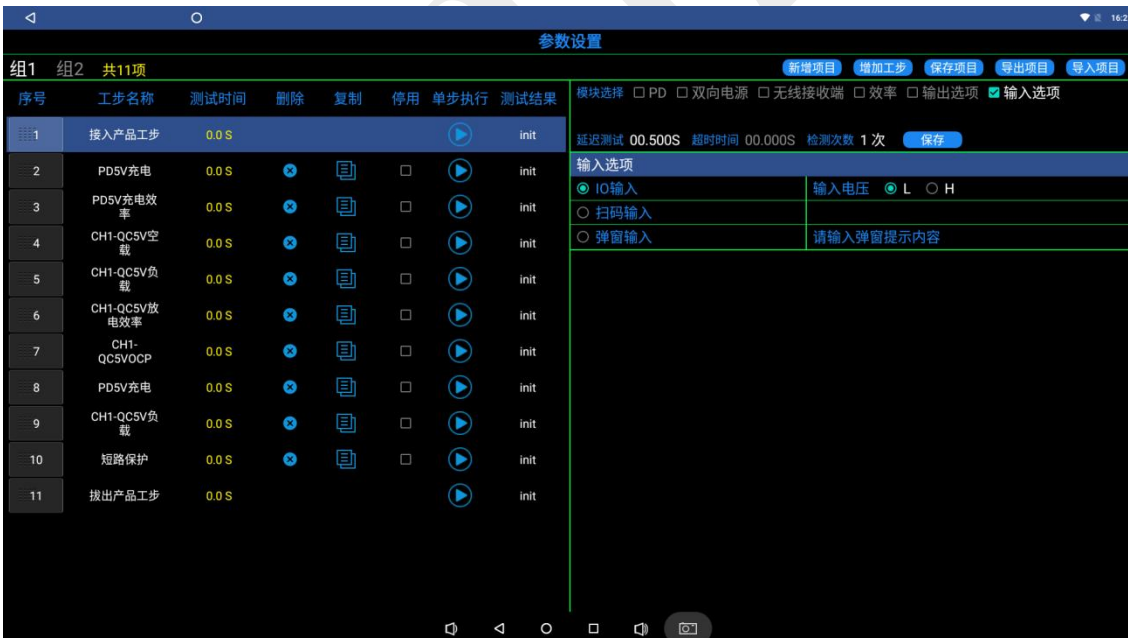 16:2
参数设置
组1 组2 共11项 新增项目 增加工步 保存项目 导出项目 导入项目
序号 工步名称 测试时间 删除 复制 停用 单步执行 测试结果
1 接入产品工步 0.0 S init
2 PD5V充电 0.0 S init
3 PD5V充电效
率 0.0 S init
4 CH1-QC5V空
载 0.0 S init
5 CH1-QC5V负
载 0.0 S init
6 CH1-QC5V放
电效率 0.0 S init
7 CH1-
QC5VOCP 0.0 S init
8 PD5V充电 0.0 S init
9 CH1-QC5V负
载 0.0 S init
10 短路保护 0.0 S init
11 拔出产品工步 0.0 S init
模块选择 PD 双向电源 无线接收端 效率 输出选项 输入选项
延迟测试 00.500S 超时时间 00.000S 检测次数 1 次 保存
输入选项
IO输入 输入电压 L H
扫码输入
弹窗输入 请输入弹窗提示内容